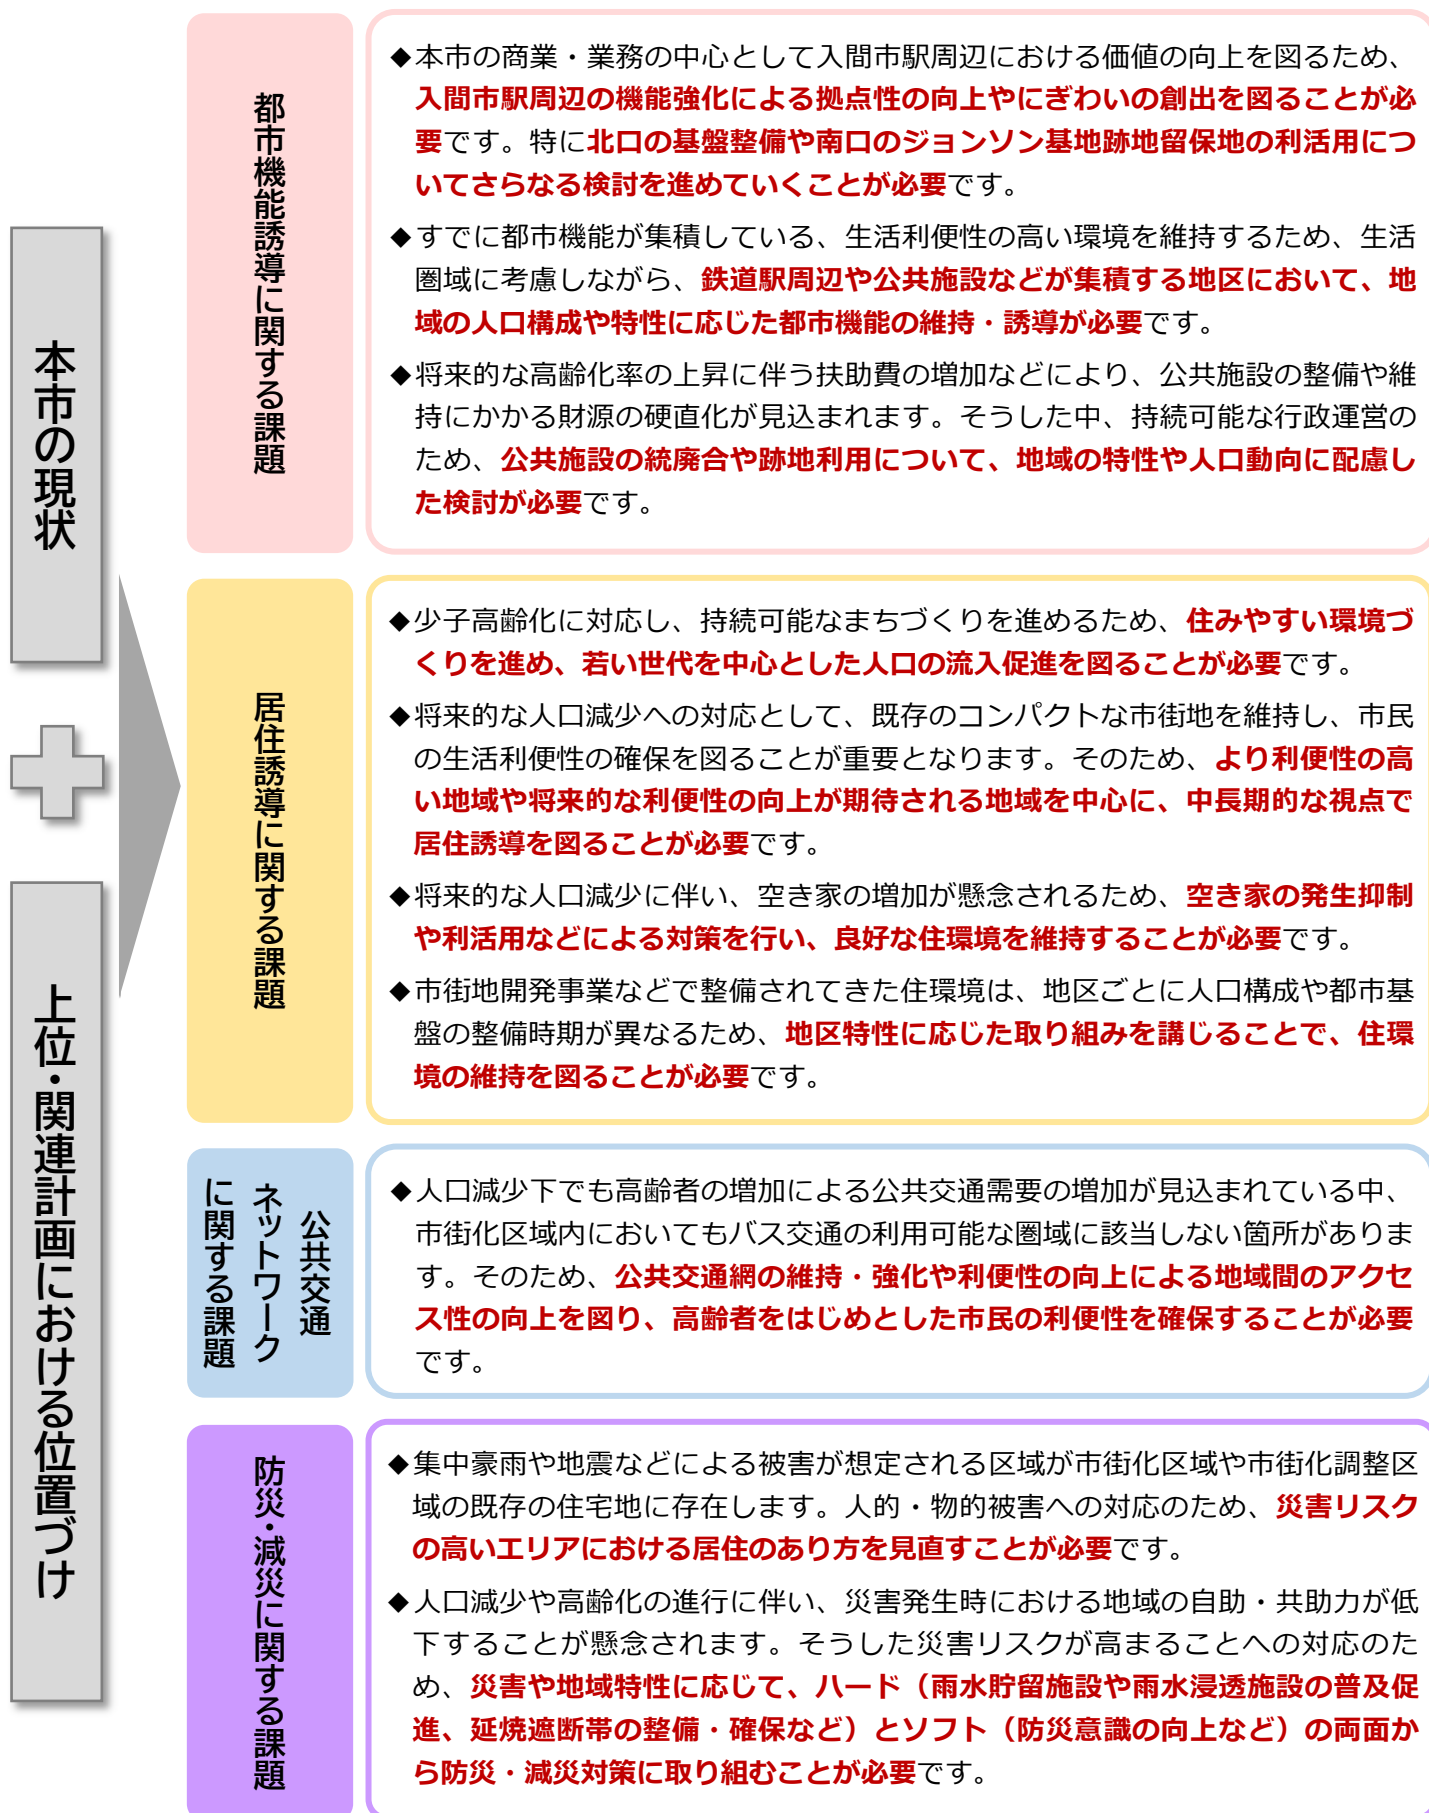 本市の現状
上位・関連計画における位置づけ
都市機能誘導に関する課題
◆本市の商業・業務の中心として入間市駅周辺における価値の向上を図るため、
入間市駅周辺の機能強化による拠点性の向上やにぎわいの創出を図ることが必
要です。特に北口の基盤整備や南口のジョンソン基地跡地留保地の利活用につ
いてさらなる検討を進めていくことが必要です。
◆すでに都市機能が集積している、生活利便性の高い環境を維持するため、生活
圏域に考慮しながら、鉄道駅周辺や公共施設などが集積する地区において、地
域の人口構成や特性に応じた都市機能の維持・誘導が必要です。
◆将来的な高齢化率の上昇に伴う扶助費の増加などにより、公共施設の整備や維
持にかかる財源の硬直化が見込まれます。そうした中、持続可能な行政運営の
ため、公共施設の統廃合や跡地利用について、地域の特性や人口動向に配慮し
た検討が必要です。
居住誘導に関する課題
◆少子高齢化に対応し、持続可能なまちづくりを進めるため、住みやすい環境づ
くりを進め、若い世代を中心とした人口の流入促進を図ることが必要です。
◆将来的な人口減少への対応として、既存のコンパクトな市街地を維持し、市民
の生活利便性の確保を図ることが重要となります。そのため、より利便性の高
い地域や将来的な利便性の向上が期待される地域を中心に、中長期的な視点で
居住誘導を図ることが必要です。
◆将来的な人口減少に伴い、空き家の増加が懸念されるため、空き家の発生抑制
や利活用などによる対策を行い、良好な住環境を維持することが必要です。
◆市街地開発事業などで整備されてきた住環境は、地区ごとに人口構成や都市基
盤の整備時期が異なるため、地区特性に応じた取り組みを講じることで、住環
境の維持を図ることが必要です。
公共交通
ネットワーク
に関する課題
◆人口減少下でも高齢者の増加による公共交通需要の増加が見込まれている中、
市街化区域内においてもバス交通の利用可能な圏域に該当しない箇所がありま
す。そのため、公共交通網の維持・強化や利便性の向上による地域間のアクセ
ス性の向上を図り、高齢者をはじめとした市民の利便性を確保することが必要
です。
防災・減災に関する課題
◆集中豪雨や地震などによる被害が想定される区域が市街化区域や市街化調整区
域の既存の住宅地に存在します。人的・物的被害への対応のため、災害リスク
の高いエリアにおける居住のあり方を見直すことが必要です。
◆人口減少や高齢化の進行に伴い、災害発生時における地域の自助・共助力が低
下することが懸念されます。そうした災害リスクが高まることへの対応のた
め、災害や地域特性に応じて、ハード（雨水貯留施設や雨水浸透施設の普及促
進、延焼遮断帯の整備・確保など）とソフト（防災意識の向上など）の両面か
ら防災・減災対策に取り組むことが必要です。